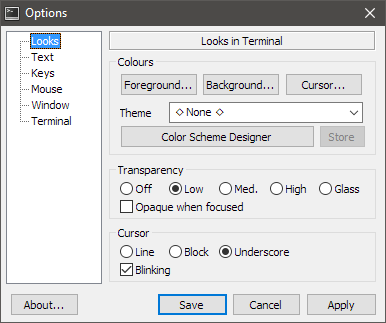 Options
Looks
Text
Keys
Mouse
Window
Terminal
Looks in Terminal
Colours
Foreground... Background... Cursor...
Theme ◇ None ◇
Color Scheme Designer Store
Transparency
Off Low Med. High Glass
Opaque when focused
Cursor
Line Block Underscore
Blinking
About... Save Cancel Apply